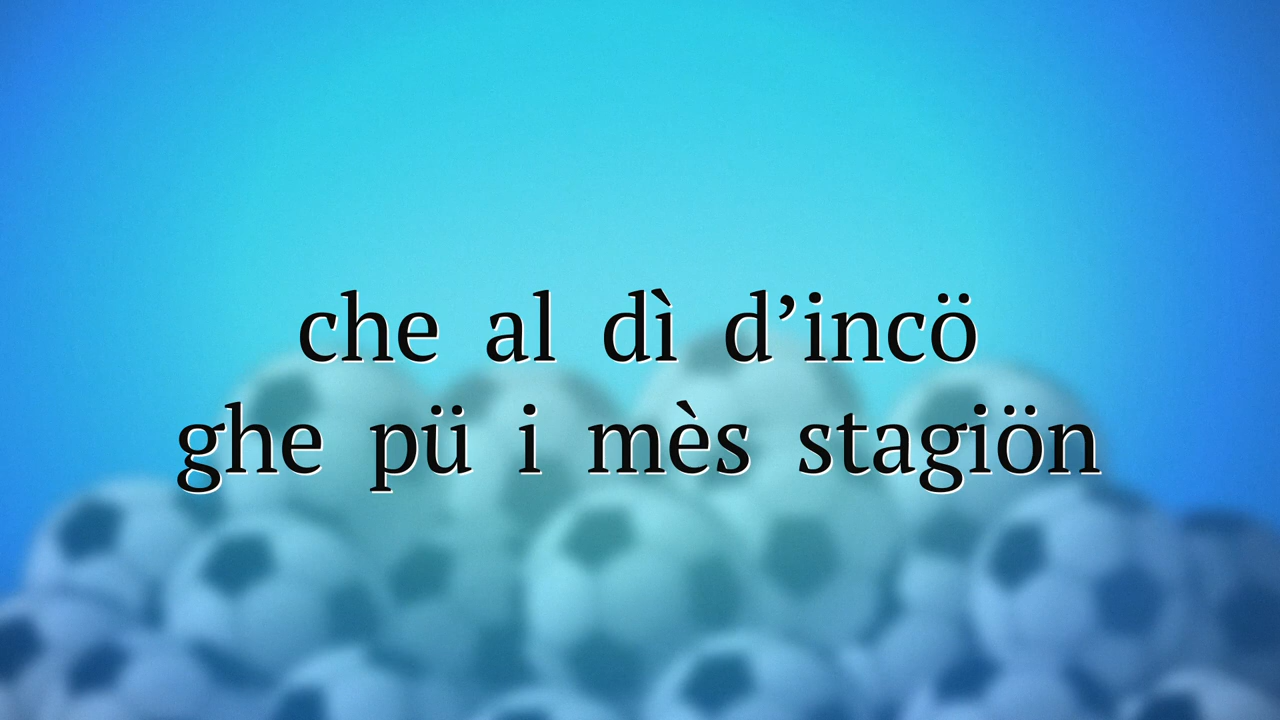 che al dì d’incö
ghe pü i mès stagiön